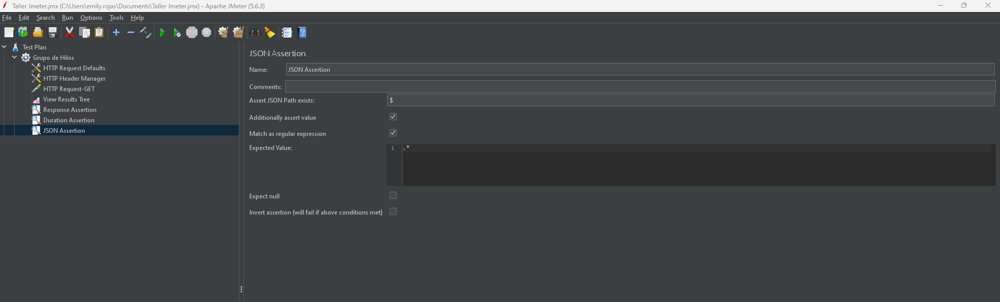 Taller Jmeter.jmx (C:\Users\emily.rojas\Documents\Taller Jmeter.jmx) - Apache JMeter (5.6.3)
File Edit Search Run Options Tools Help
STOP
Test Plan
Grupo de Hilos
HTTP Request Defaults
HTTP Header Manager
HTTP Request-GET
View Results Tree
Response Assertion
Duration Assertion
JSON Assertion
JSON Assertion
Name: JSON Assertion
Comments:
Assert JSON Path exists: $
Additionally assert value
Match as regular expression
Expected Value: 1 .*
Expect null
Invert assertion (will fail if above conditions met)